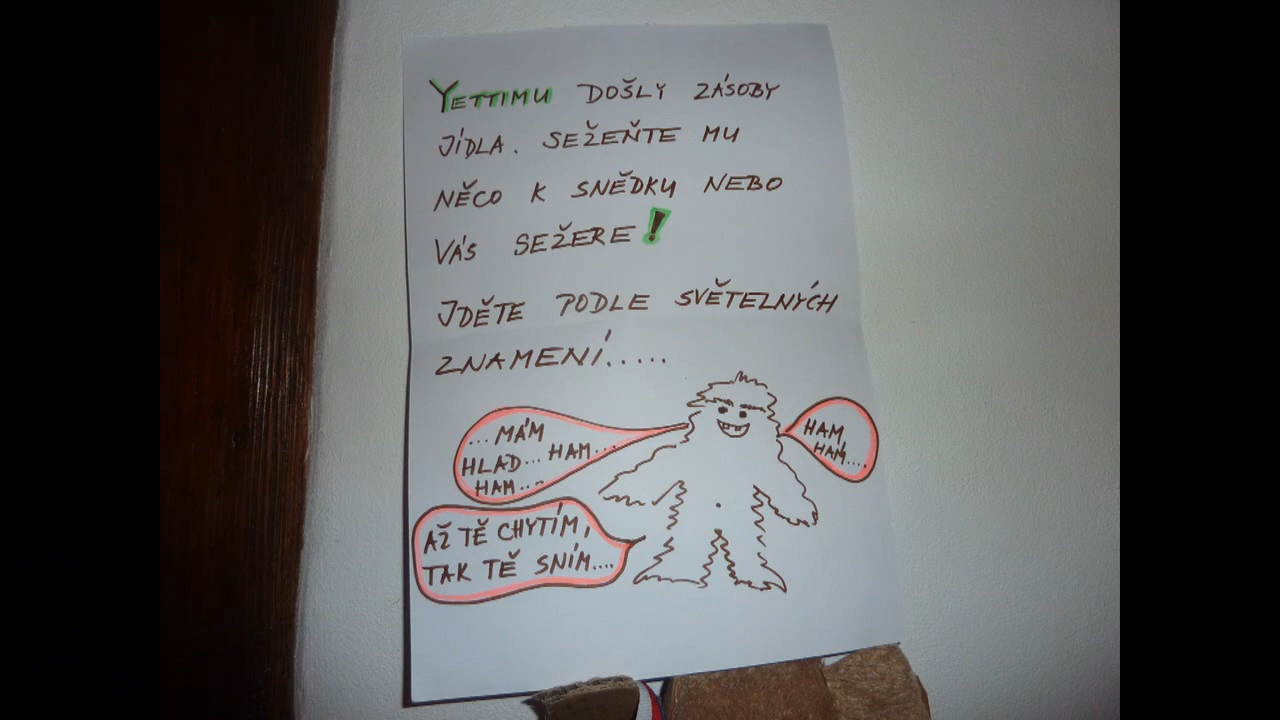 YETTIMU DOŠLY ZÁSOBY
JÍDLA. SEŽEŇTE MU
NĚCO K SNĚDKU NEBO
VÁS SEŽERE!
JDĚTE PODLE SVĚTELNÝCH
ZNAMENÍ.....
... MÁM
HLAD... HAM...
HAM...
HAM,
HAM....
AŽ TĚ CHYTÍM,
TAK TĚ SNÍM....